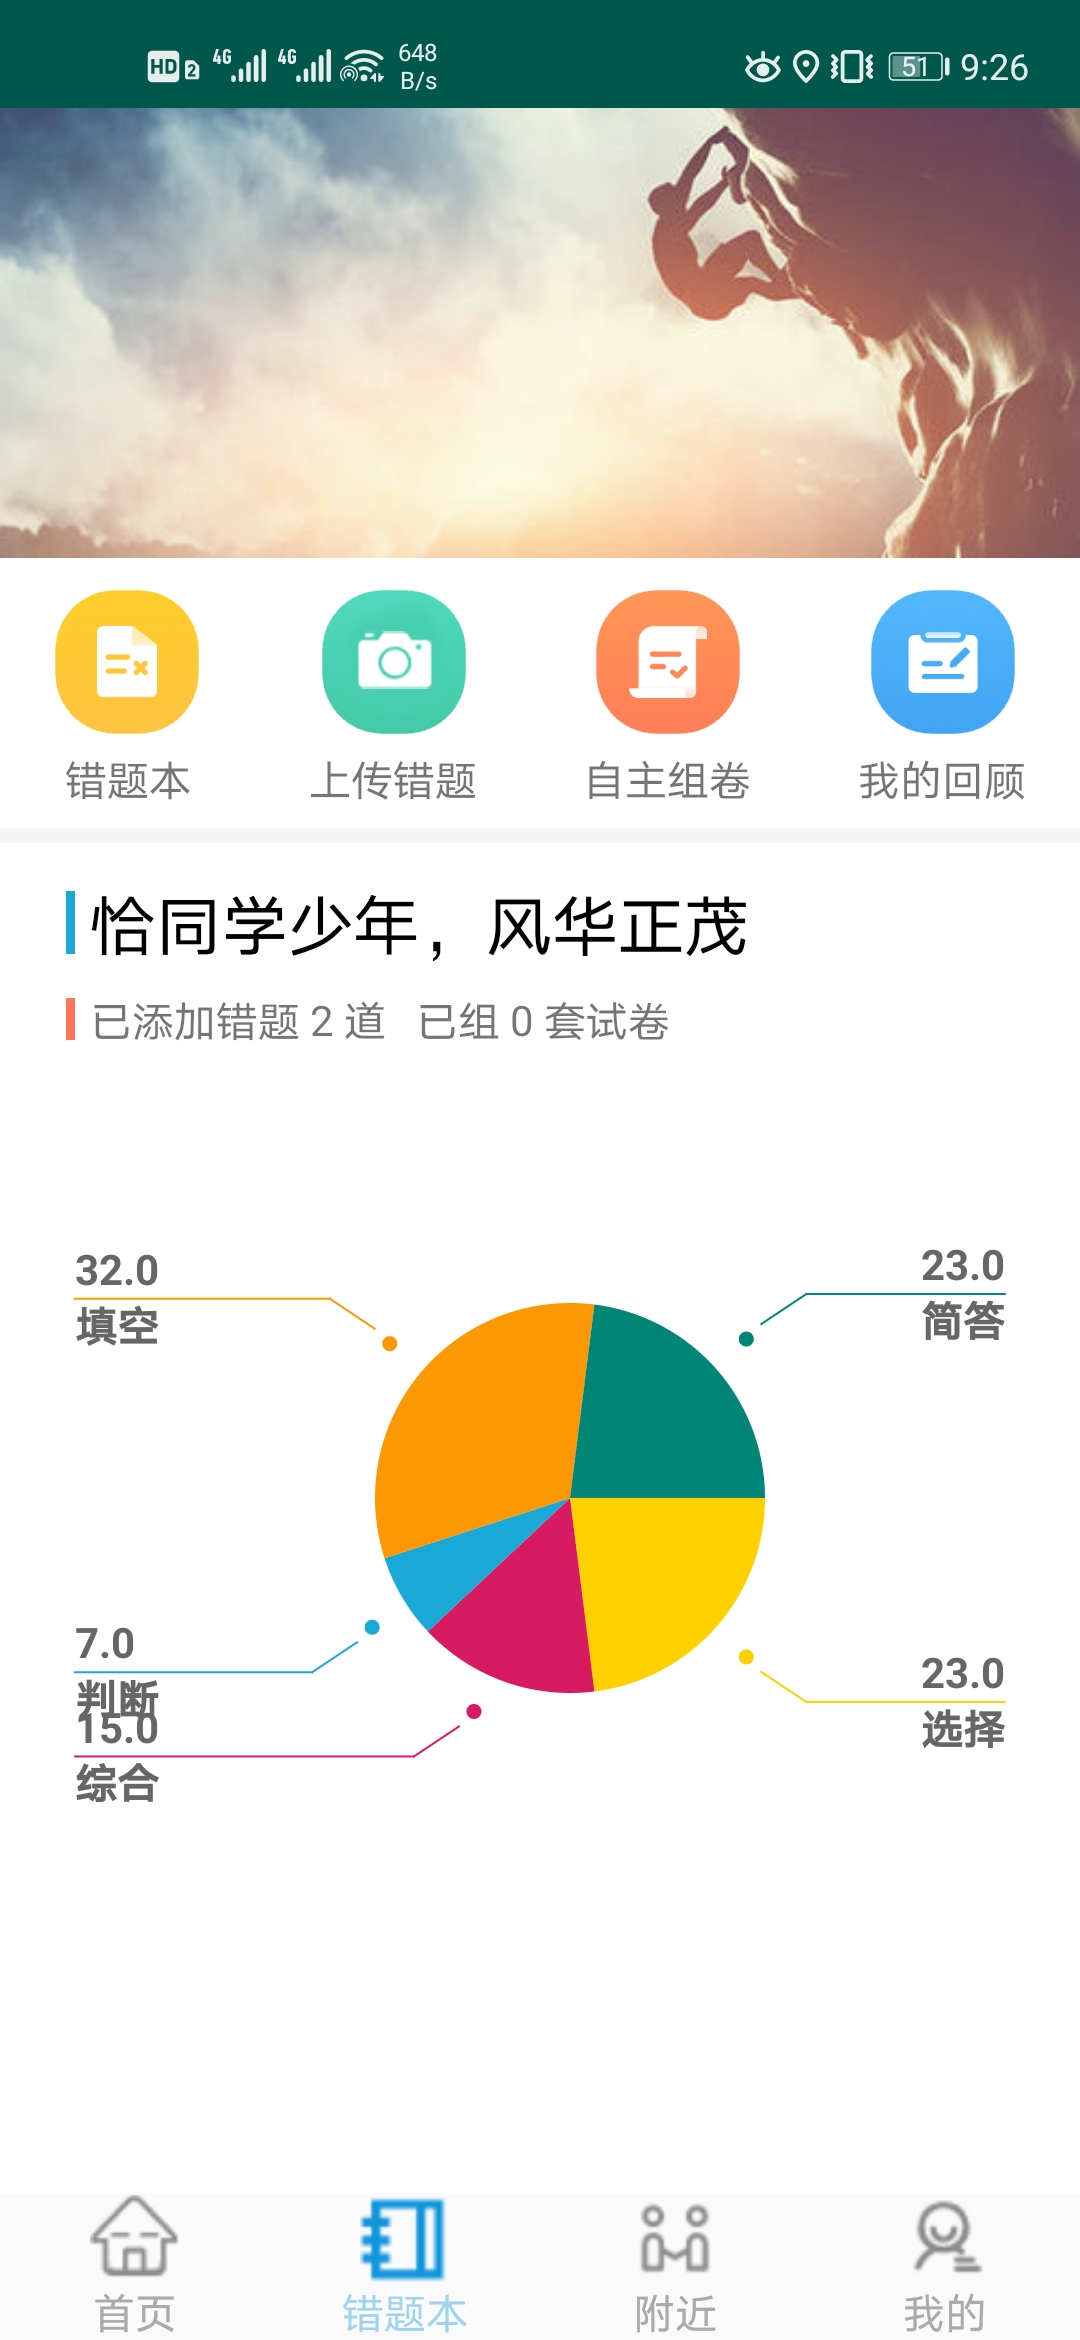 HD 2 4G 4G 648 B/s 51 9:26
错题本 上传错题 自主组卷 我的回顾
恰同学少年，风华正茂
已添加错题 2 道 已组 0 套试卷
32.0
填空
23.0
简答
7.0
判断
15.0
综合
23.0
选择
首页 错题本 附近 我的